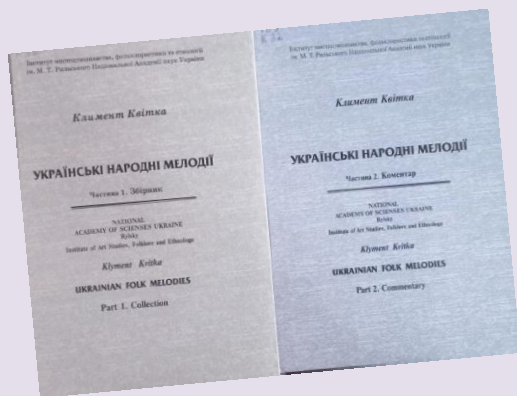 Інститут мистецтвознавства, фольклористики та етнології
ім. М. Т. Рильського Національної Академії наук України
Климент Квітка
УКРАЇНСЬКІ НАРОДНІ МЕЛОДІЇ
Частина 1. Збірник
NATIONAL
ACADEMY OF SCIENSES UKRAINE
Rylsky
Institute of Art Studies, Folklore and Ethnology
Klyment Kvitka
UKRAINIAN FOLK MELODIES
Part 1. Collection
Інститут мистецтвознавства, фольклористики та етнології
ім. М. Т. Рильського Національної Академії наук України
Климент Квітка
УКРАЇНСЬКІ НАРОДНІ МЕЛОДІЇ
Частина 2. Коментар
NATIONAL
ACADEMY OF SCIENSES UKRAINE
Rylsky
Institute of Art Studies, Folklore and Ethnology
Klyment Kvitka
UKRAINIAN FOLK MELODIES
Part 2. Commentary